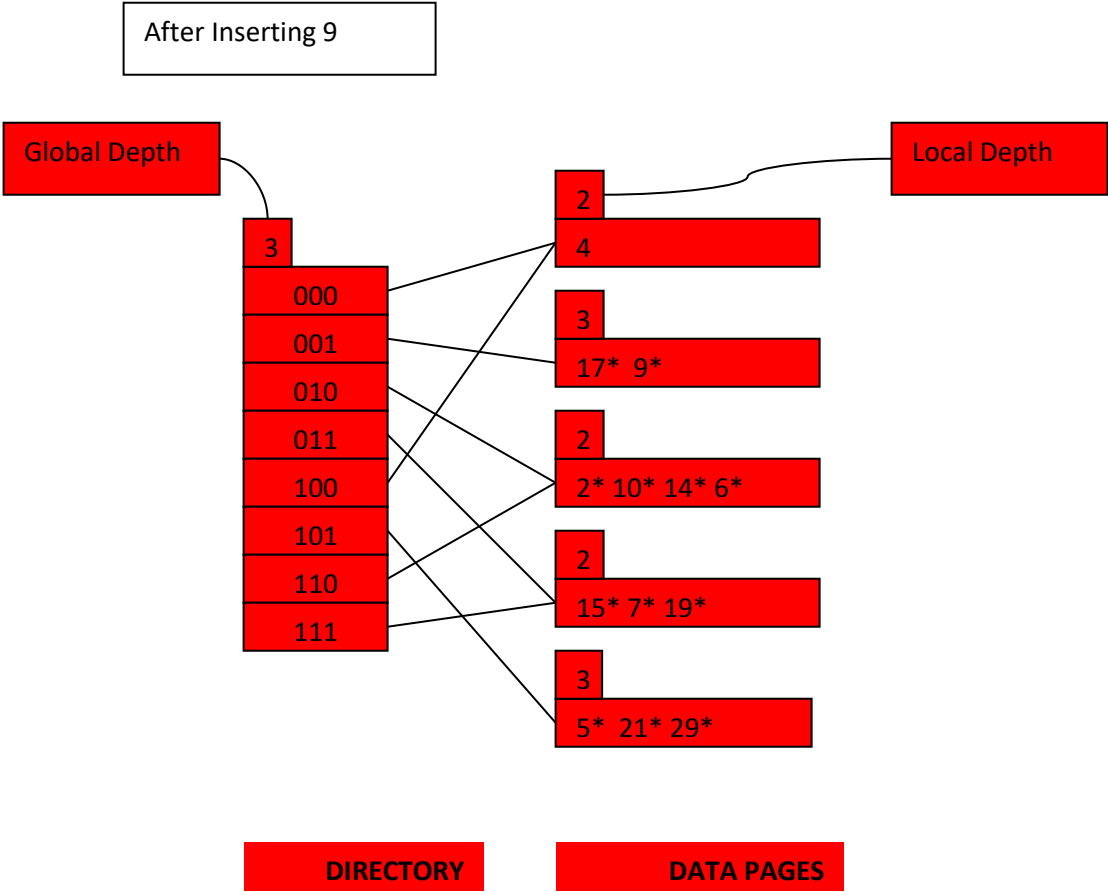 After Inserting 9
Global Depth
Local Depth
3
000
001
010
011
100
101
110
111
2
4
3
17* 9*
2
2* 10* 14* 6*
2
15* 7* 19*
3
5* 21* 29*
DIRECTORY
DATA PAGES